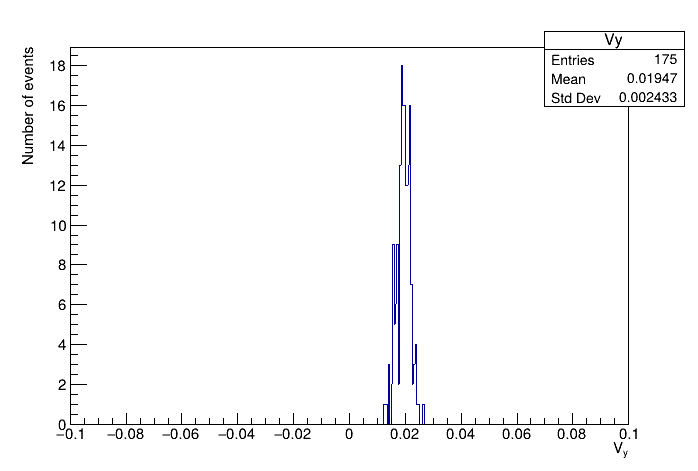 Vy
Entries 175
Mean 0.01947
Std Dev 0.002433
Number of events
18
16
14
12
10
8
6
4
2
0
−0.1 −0.08 −0.06 −0.04 −0.02 0 0.02 0.04 0.06 0.08 0.1
Vy